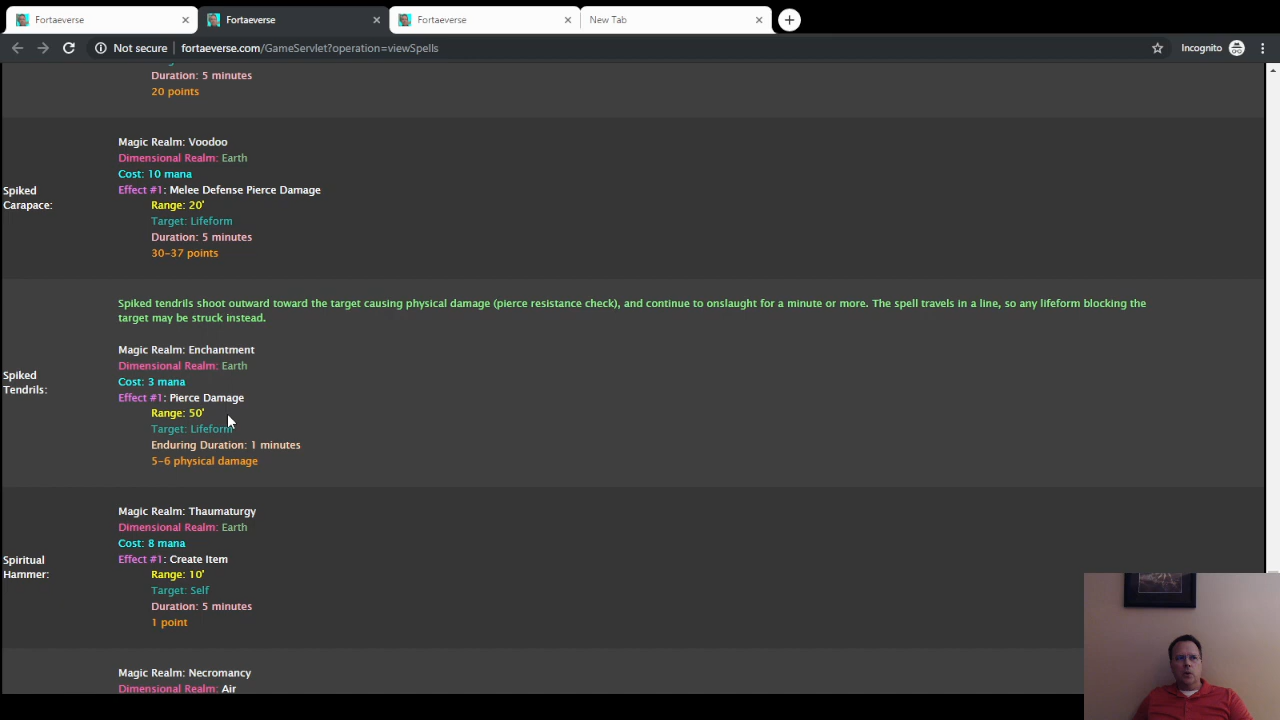 Fortaeverse
Fortaeverse
Fortaeverse
New Tab
Not secure
fortaeverse.com/GameServlet?operation=viewSpells
Incognito
Duration: 5 minutes
20 points
Spiked
Carapace:
Magic Realm: Voodoo
Dimensional Realm: Earth
Cost: 10 mana
Effect #1: Melee Defense Pierce Damage
Range: 20'
Target: Lifeform
Duration: 5 minutes
30-37 points
Spiked
Tendrils:
Spiked tendrils shoot outward toward the target causing physical damage (pierce resistance check), and continue to onslaught for a minute or more. The spell travels in a line, so any lifeform blocking the
target may be struck instead.
Magic Realm: Enchantment
Dimensional Realm: Earth
Cost: 3 mana
Effect #1: Pierce Damage
Range: 50'
Target: Lifeform
Enduring Duration: 1 minutes
5-6 physical damage
Spiritual
Hammer:
Magic Realm: Thaumaturgy
Dimensional Realm: Earth
Cost: 8 mana
Effect #1: Create Item
Range: 10'
Target: Self
Duration: 5 minutes
1 point
Magic Realm: Necromancy
Dimensional Realm: Air